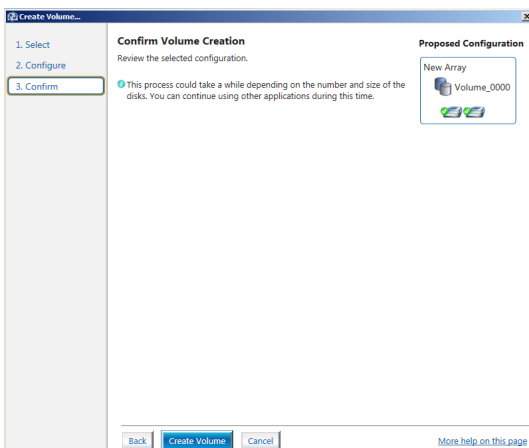 Create Volume...
1. Select
2. Configure
3. Confirm
Confirm Volume Creation
Review the selected configuration.
This process could take a while depending on the number and size of the
disks. You can continue using other applications during this time.
Proposed Configuration
New Array
Volume_0000
Back
Create Volume
Cancel
More help on this page